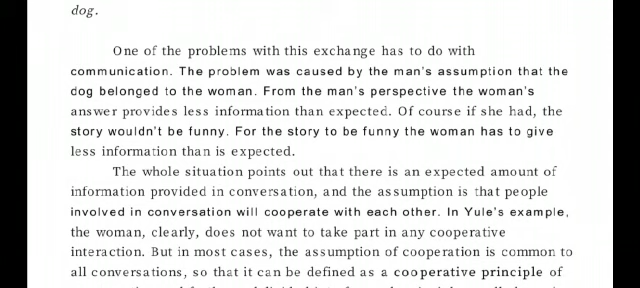 dog.
One of the problems with this exchange has to do with
communication. The problem was caused by the man's assumption that the
dog belonged to the woman. From the man's perspective the woman's
answer provides less information than expected. Of course if she had, the
story wouldn't be funny. For the story to be funny the woman has to give
less information than is expected.
The whole situation points out that there is an expected amount of
information provided in conversation, and the assumption is that people
involved in conversation will cooperate with each other. In Yule's example,
the woman, clearly, does not want to take part in any cooperative
interaction. But in most cases, the assumption of cooperation is common to
all conversations, so that it can be defined as a cooperative principle of